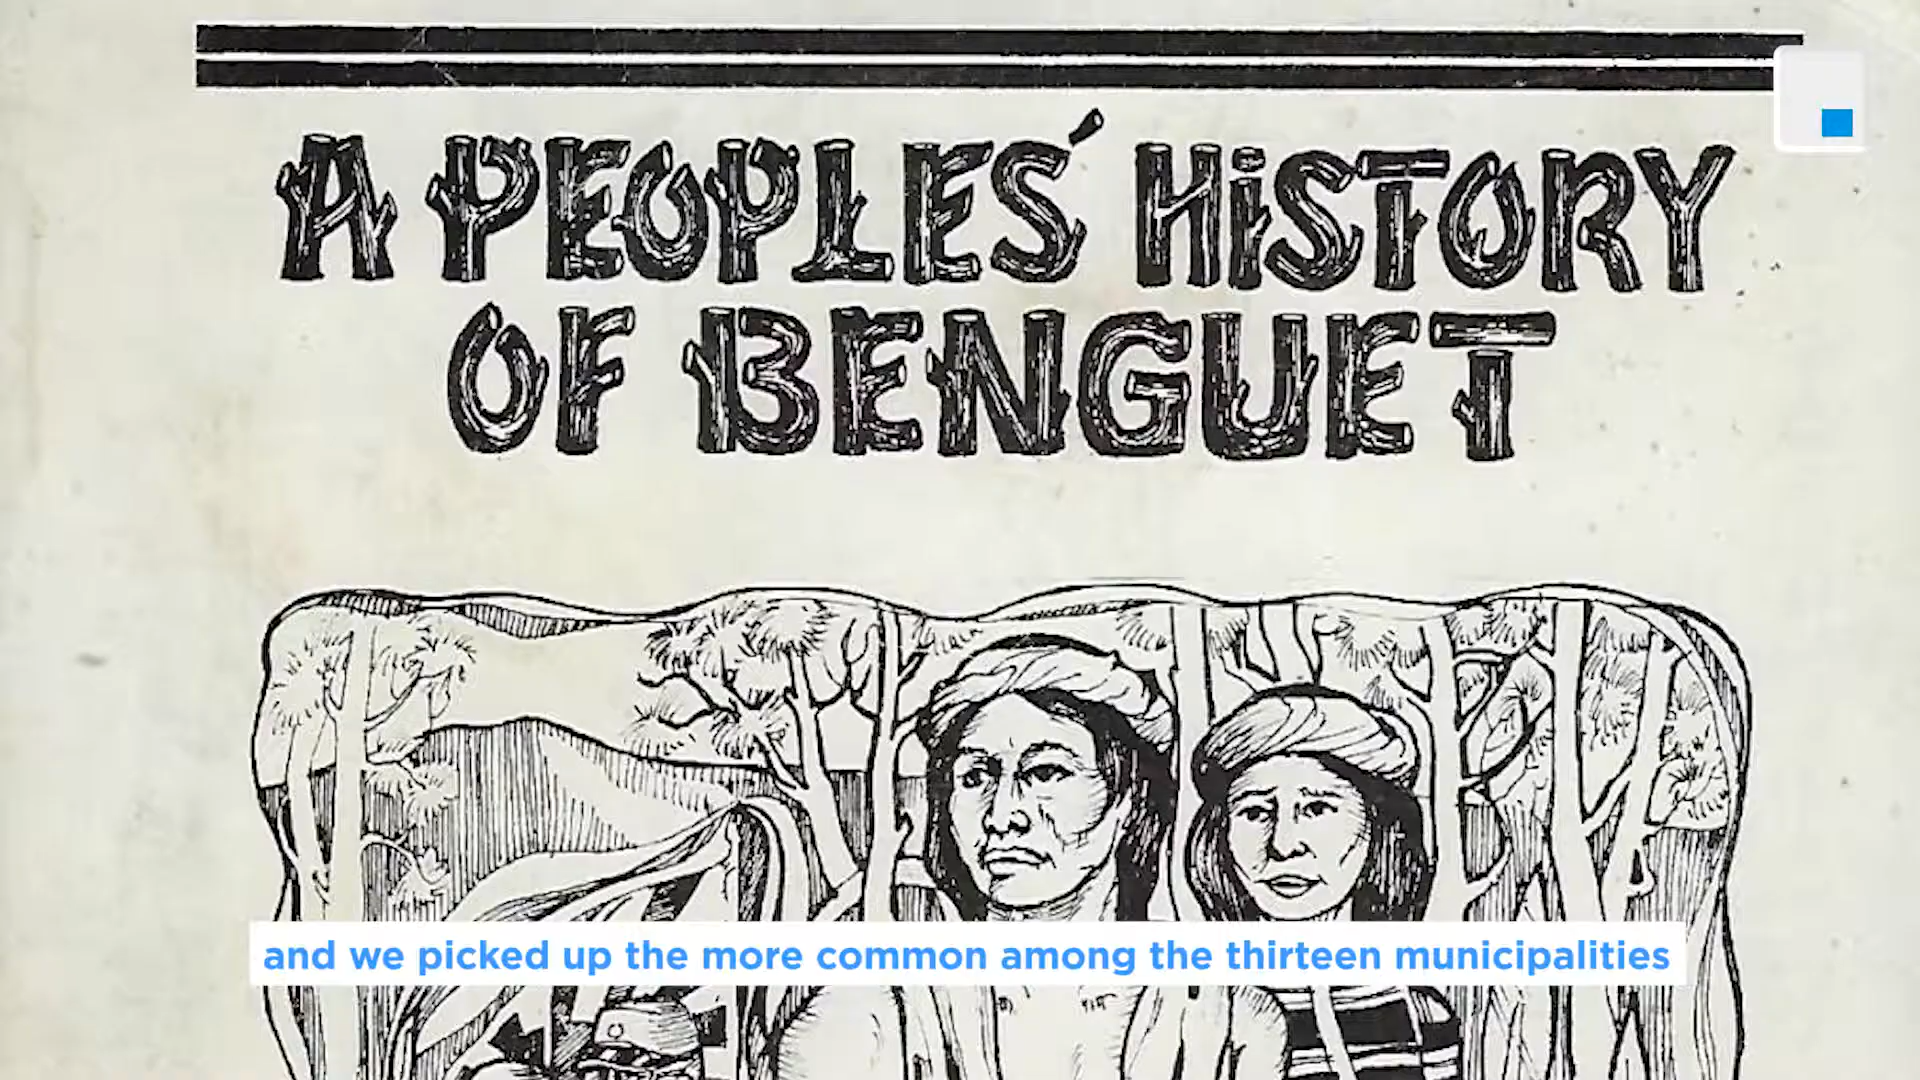 A PEOPLES' HiSTORY
OF BENGUET
and we picked up the more common among the thirteen municipalities